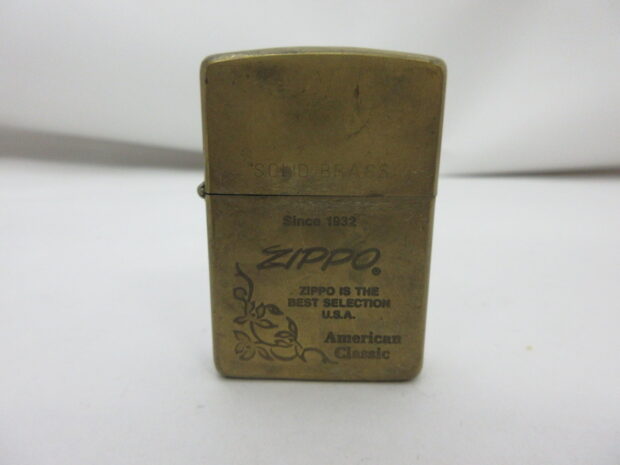 SOLID BRASS
Since 1932
ZIPPO®
ZIPPO IS THE
BEST SELECTION
U.S.A.
American
Classic